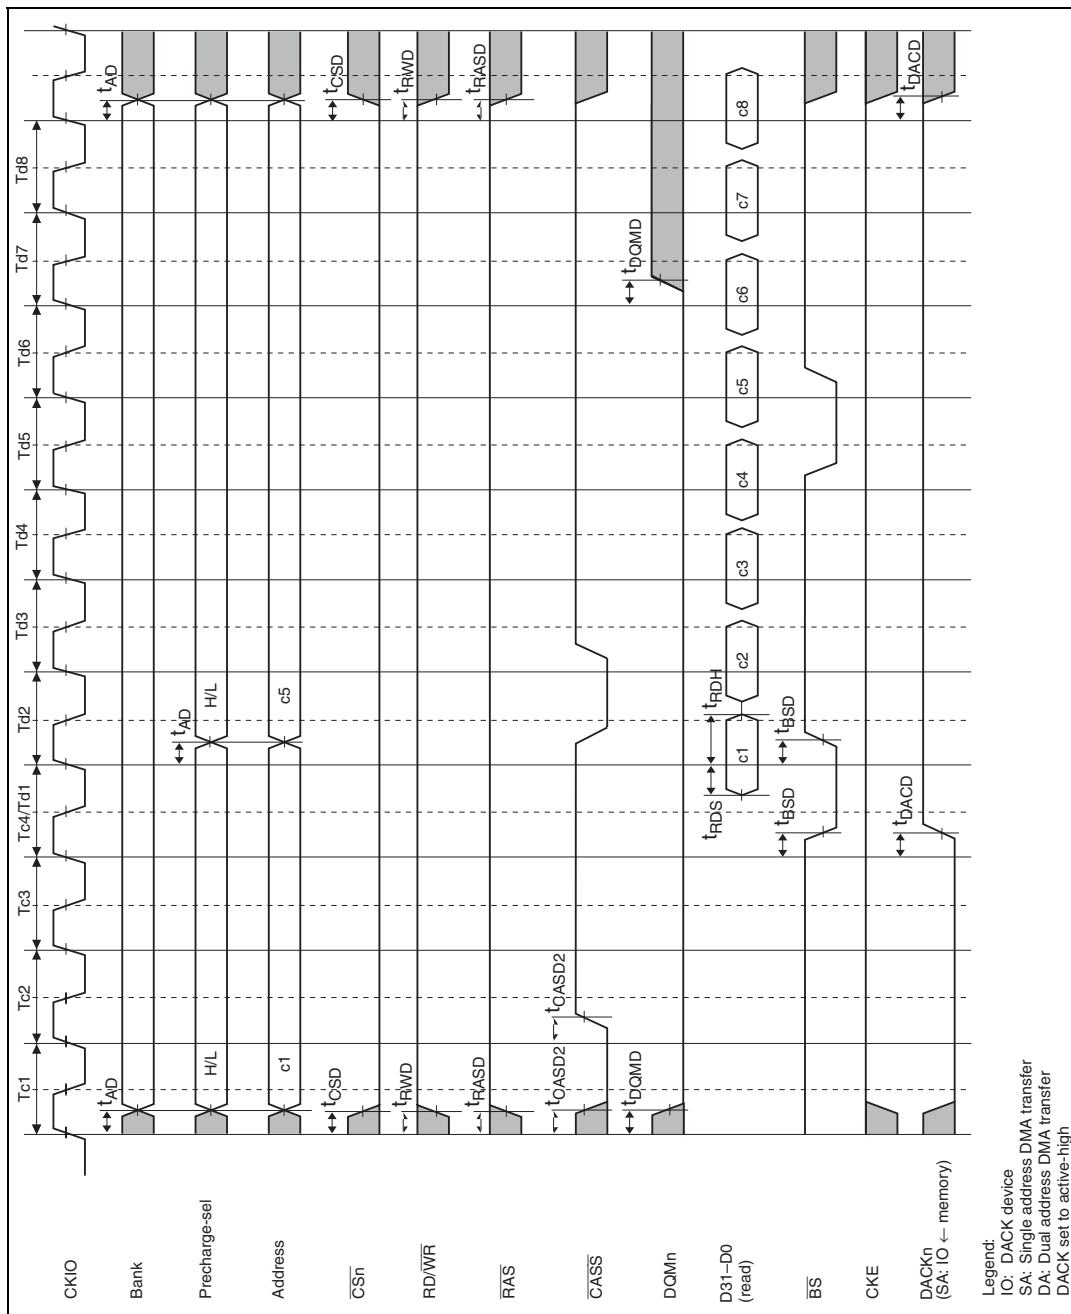 Tc1 Tc2 Tc3 Tc4/Td1 Td2 Td3 Td4 Td5 Td6 Td7 Td8
CKIO
Bank tAD tAD
Precharge-sel H/L tAD H/L
Address c1 c5
CSn tCSD tCSD
RD/WR tRWD tRWD
RAS tRASD tRASD
CASS tCASD2 tCASD2
DQMn tDQMD tDQMD
D31–D0
(read) tRDS tRDH c1 c2 c3 c4 c5 c6 c7 c8
BS tBSD tBSD
CKE
DACKn
(SA: IO ← memory) tDACD tDACD
Legend:
IO: DACK device
SA: Single address DMA transfer
DA: Dual address DMA transfer
DACK set to active-high